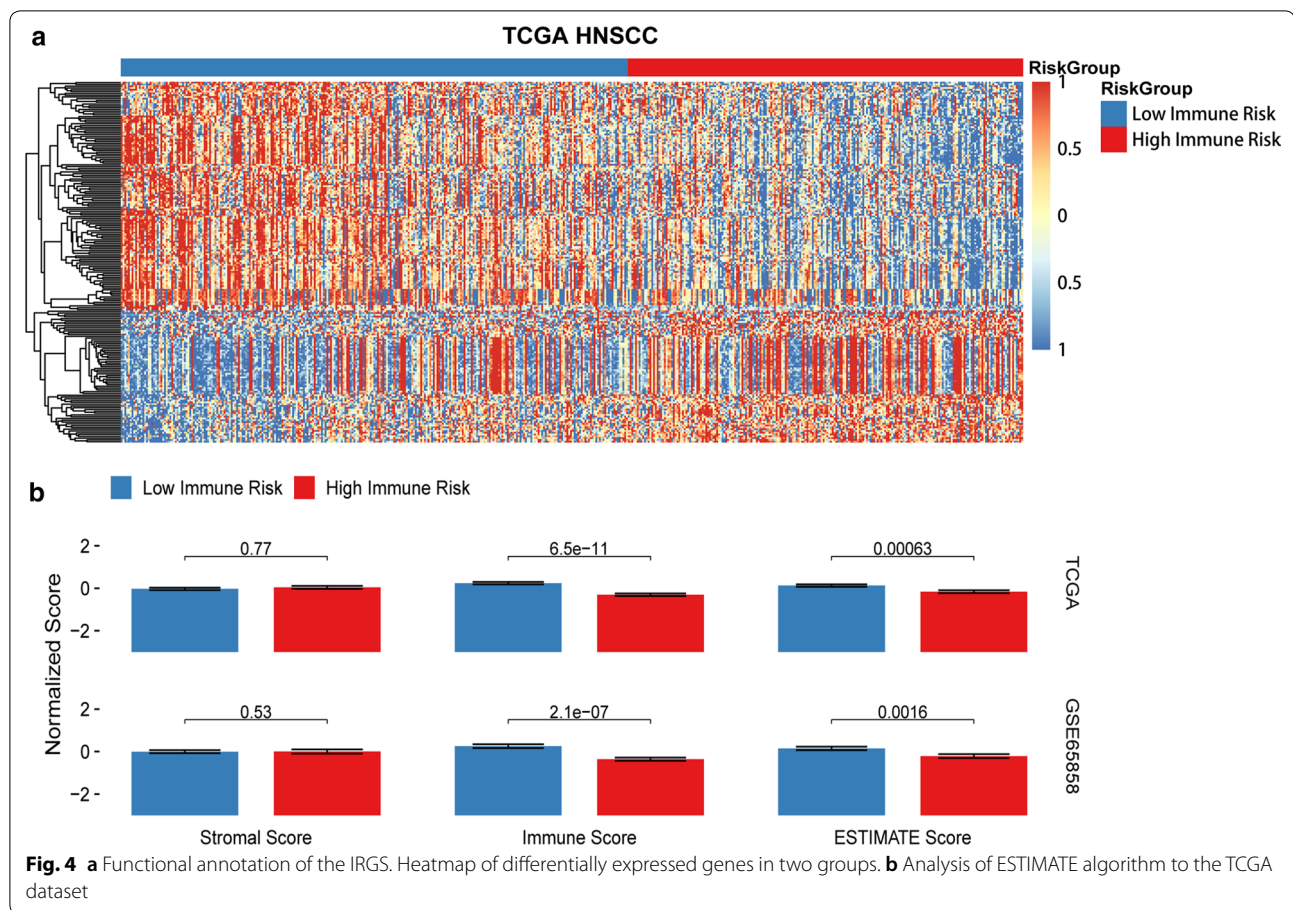 a
TCGA HNSCC
RiskGroup
1
0.5
0
0.5
1
RiskGroup
Low Immune Risk
High Immune Risk
b
Low Immune Risk High Immune Risk
Normalized Score
2
0
−2
0.77
6.5e−11
0.00063
TCGA
2
0
−2
0.53
2.1e−07
0.0016
GSE65858
Stromal Score
Immune Score
ESTIMATE Score
Fig. 4 a Functional annotation of the IRGS. Heatmap of differentially expressed genes in two groups. b Analysis of ESTIMATE algorithm to the TCGA
dataset